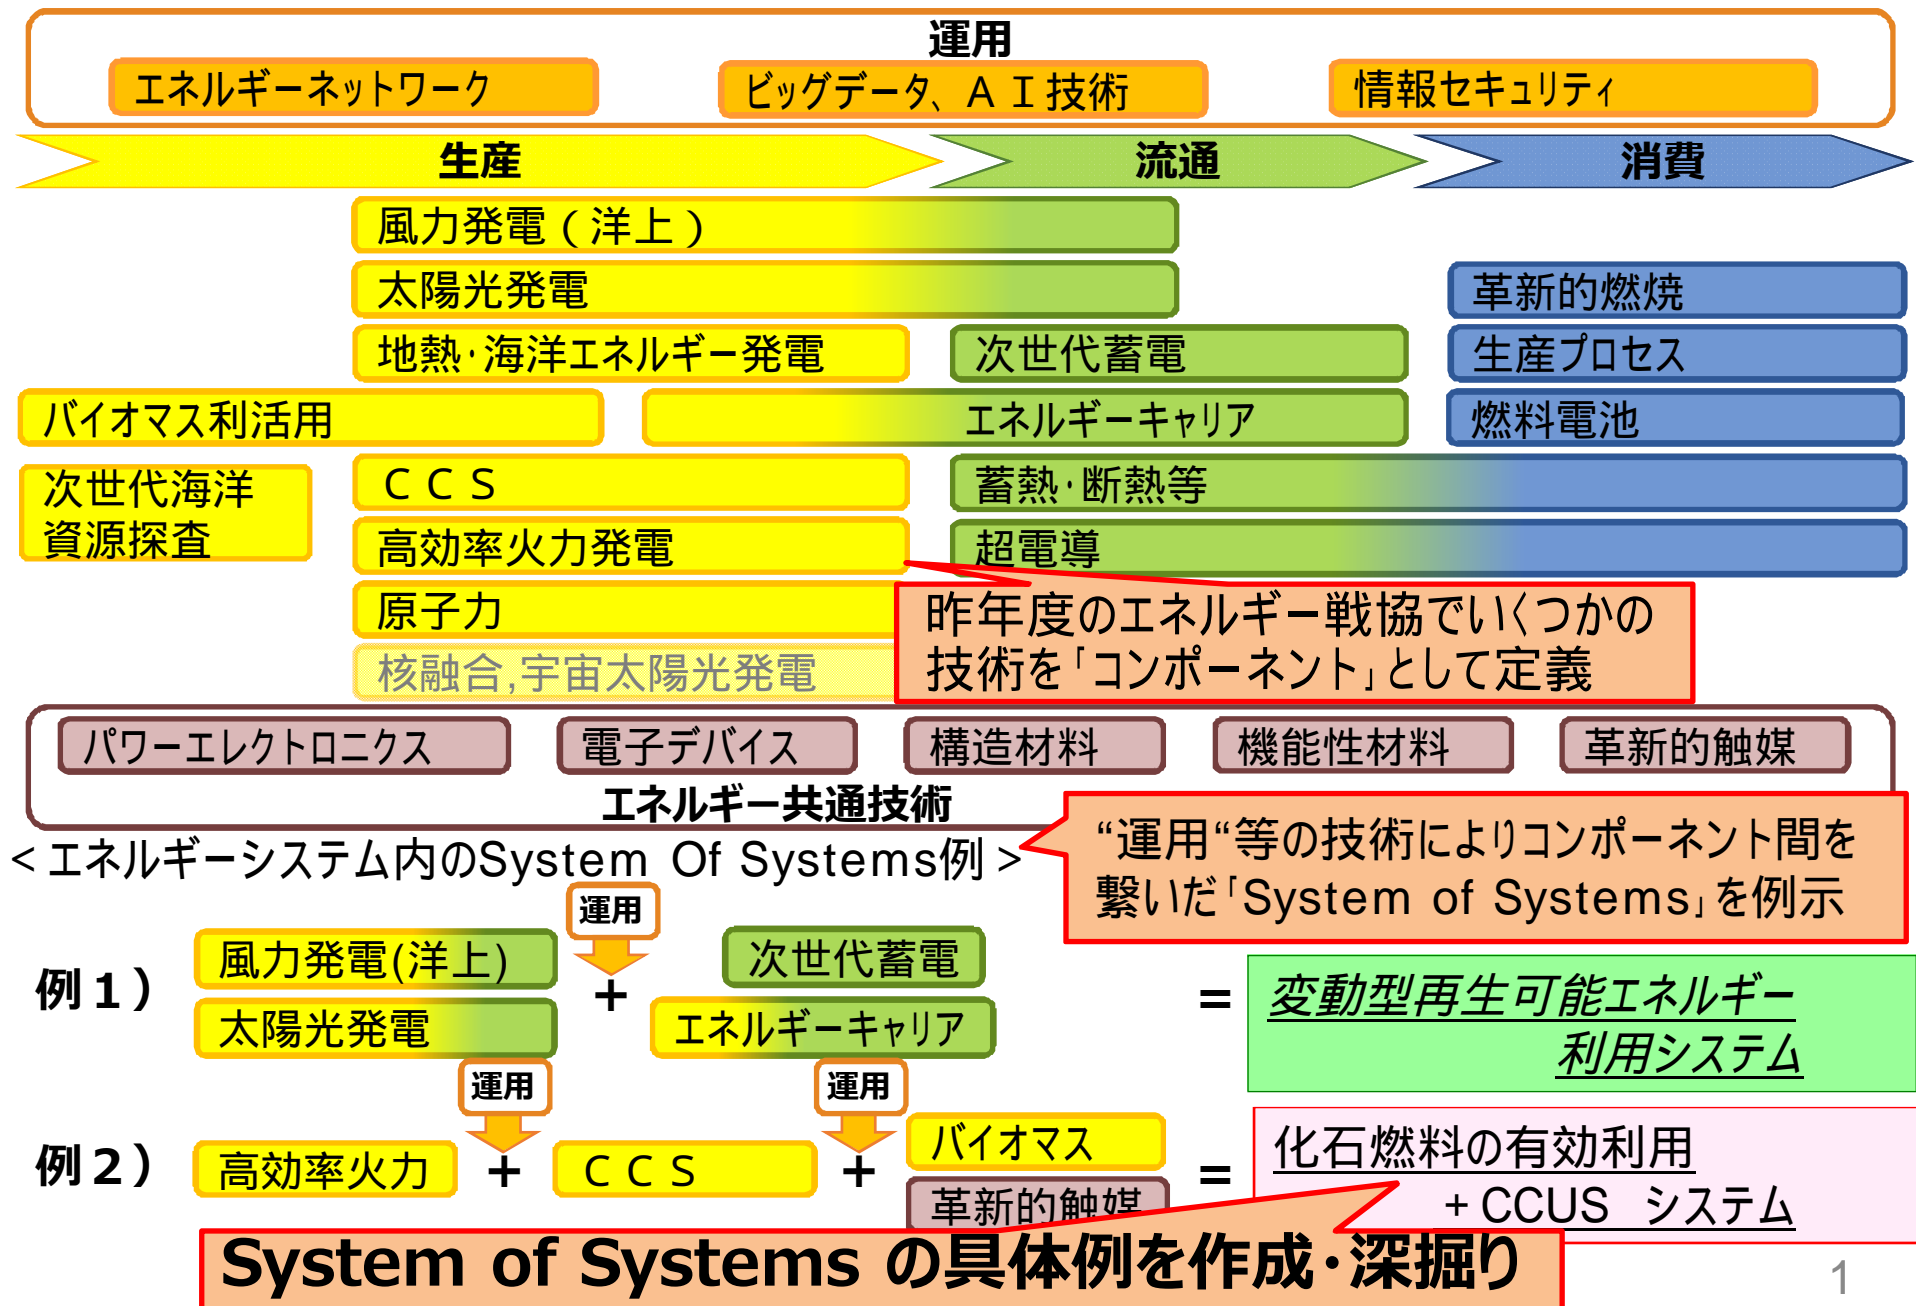 運用
エネルギーネットワーク
ビッグデータ、ＡＩ技術
情報セキュリティ
生産
流通
消費
風力発電（洋上）
太陽光発電
革新的燃焼
地熱・海洋エネルギー発電
次世代蓄電
生産プロセス
バイオマス利活用
エネルギーキャリア
燃料電池
次世代海洋
資源探査
ＣＣＳ
蓄熱・断熱等
高効率火力発電
超電導
原子力
核融合,宇宙太陽光発電
昨年度のエネルギー戦協でいくつかの
技術を「コンポーネント」として定義
パワーエレクトロニクス
電子デバイス
構造材料
機能性材料
革新的触媒
エネルギー共通技術
“運用“等の技術によりコンポーネント間を
繋いだ「System of Systems」を例示
＜エネルギーシステム内のSystem Of Systems例＞
運用
例１）
風力発電(洋上)
太陽光発電
+
次世代蓄電
エネルギーキャリア
=
変動型再生可能エネルギー
利用システム
運用
運用
例２）
高効率火力
+
ＣＣＳ
+
バイオマス
革新的触媒
=
化石燃料の有効利用
+CCUS システム
System of Systems の具体例を作成・深掘り
1